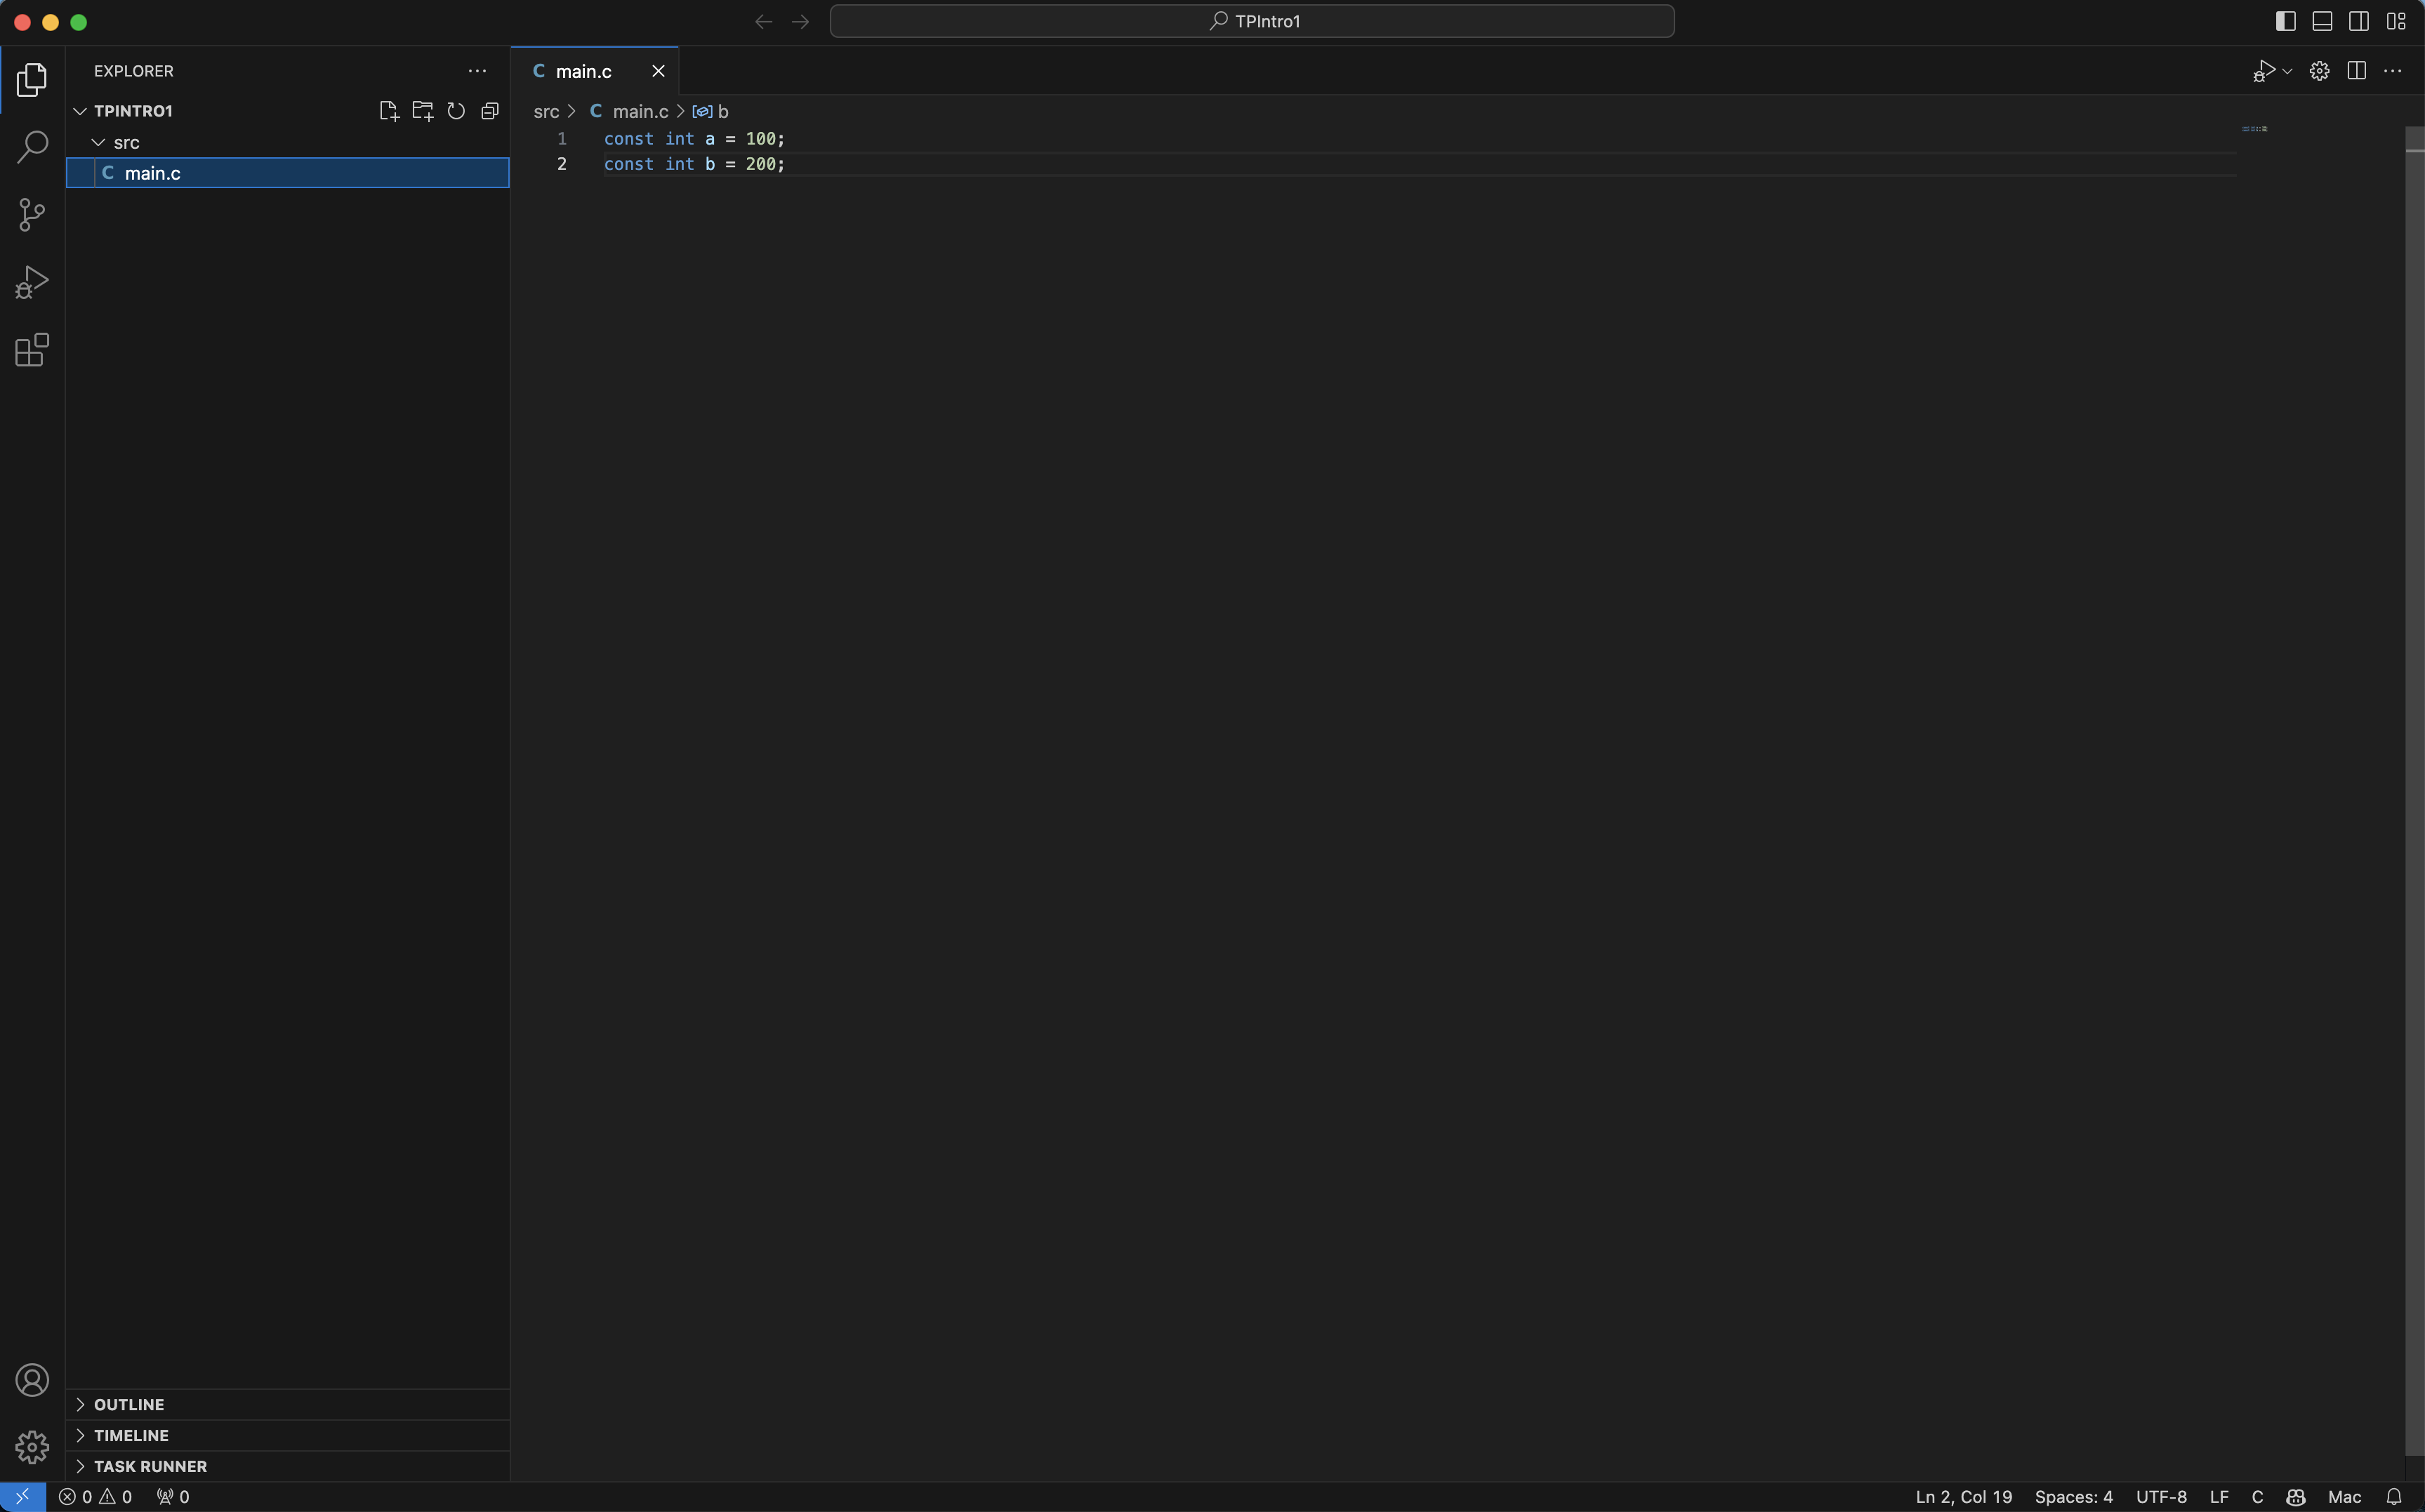 TPIntro1
EXPLORER
TPINTRO1
src
C main.c
OUTLINE
TIMELINE
TASK RUNNER
C main.c
src > C main.c > b
1 const int a = 100;
2 const int b = 200;
0 0 0
Ln 2, Col 19 Spaces: 4 UTF-8 LF C Mac